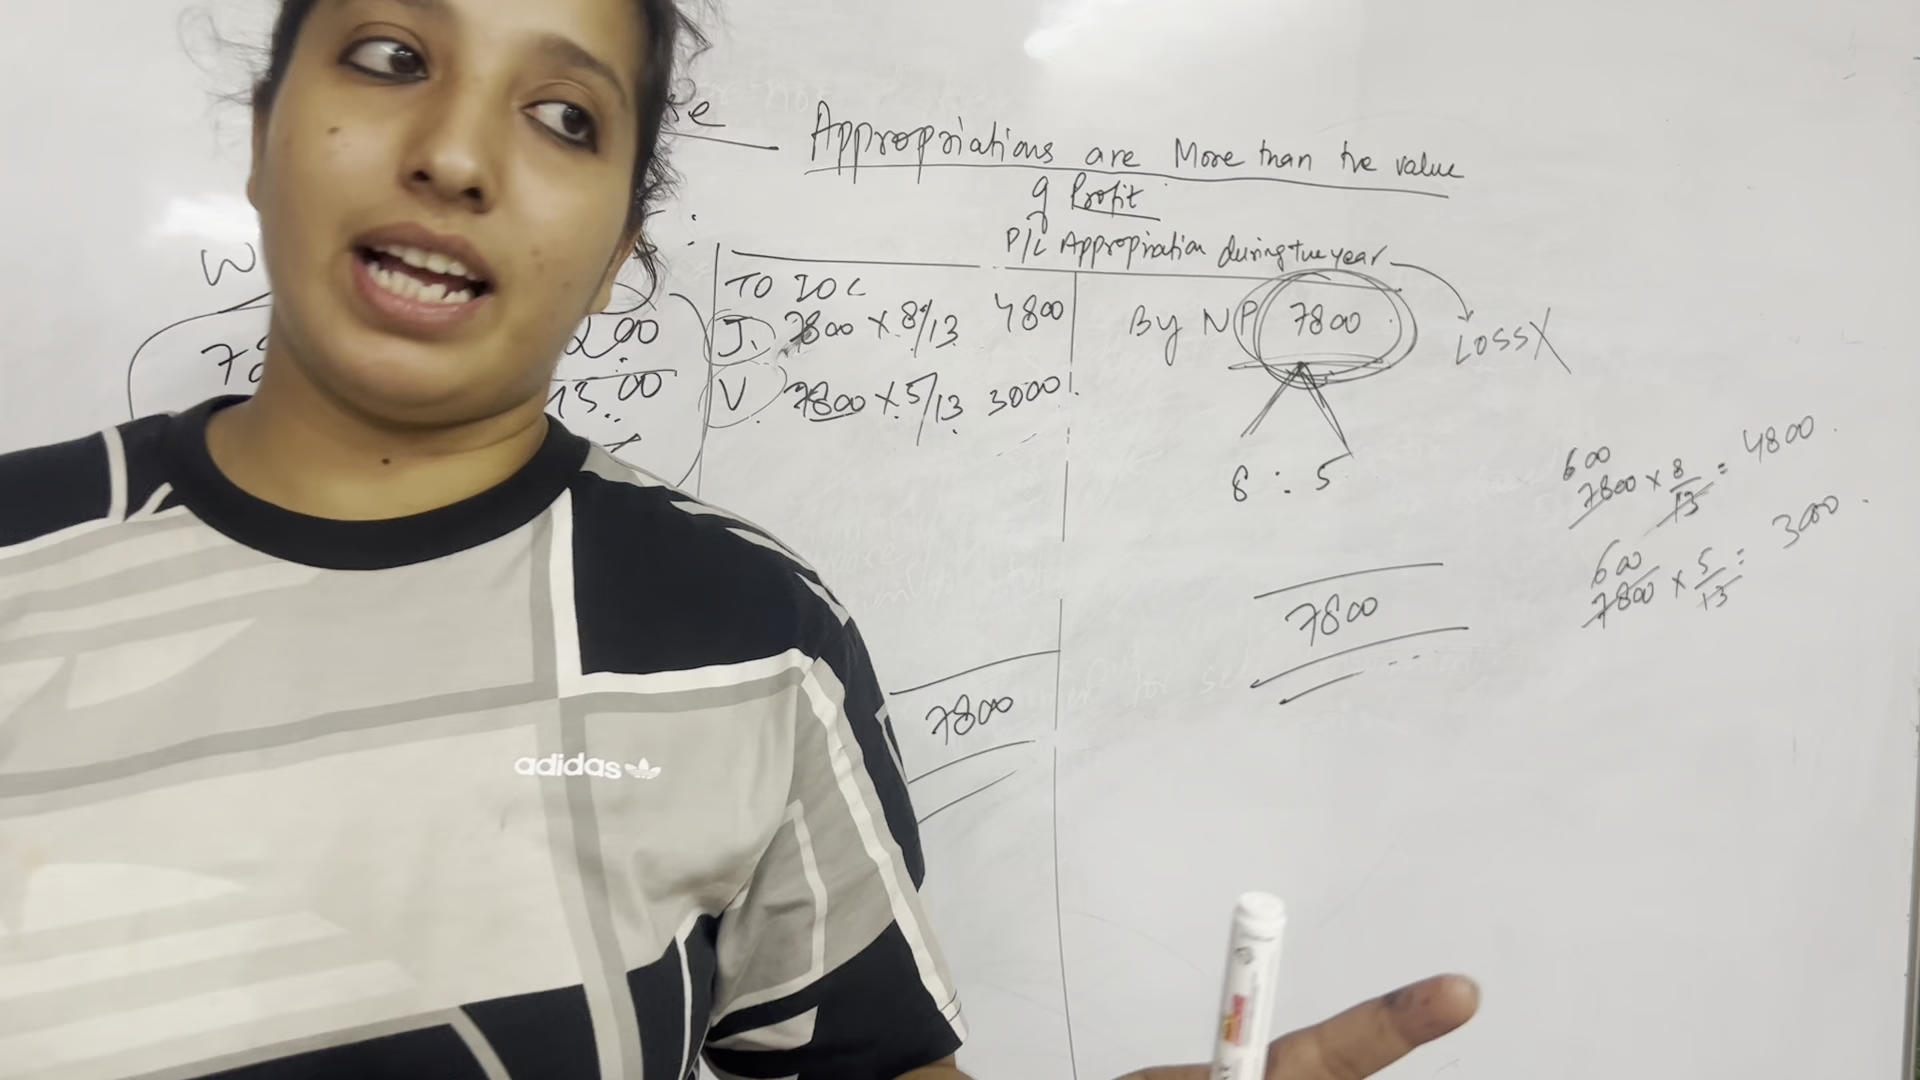 Appropriations are More than the value
of Profit
P/L Appropriation during the year
TO IOC
J. 7800 X 8/13 4800
V 7800 X 5/13 3000
7800
By NP 7800
LOSS X
8 : 5
7800
600
7800 x 8/13 = 4800
600
7800 x 5/13 = 3000
adidas